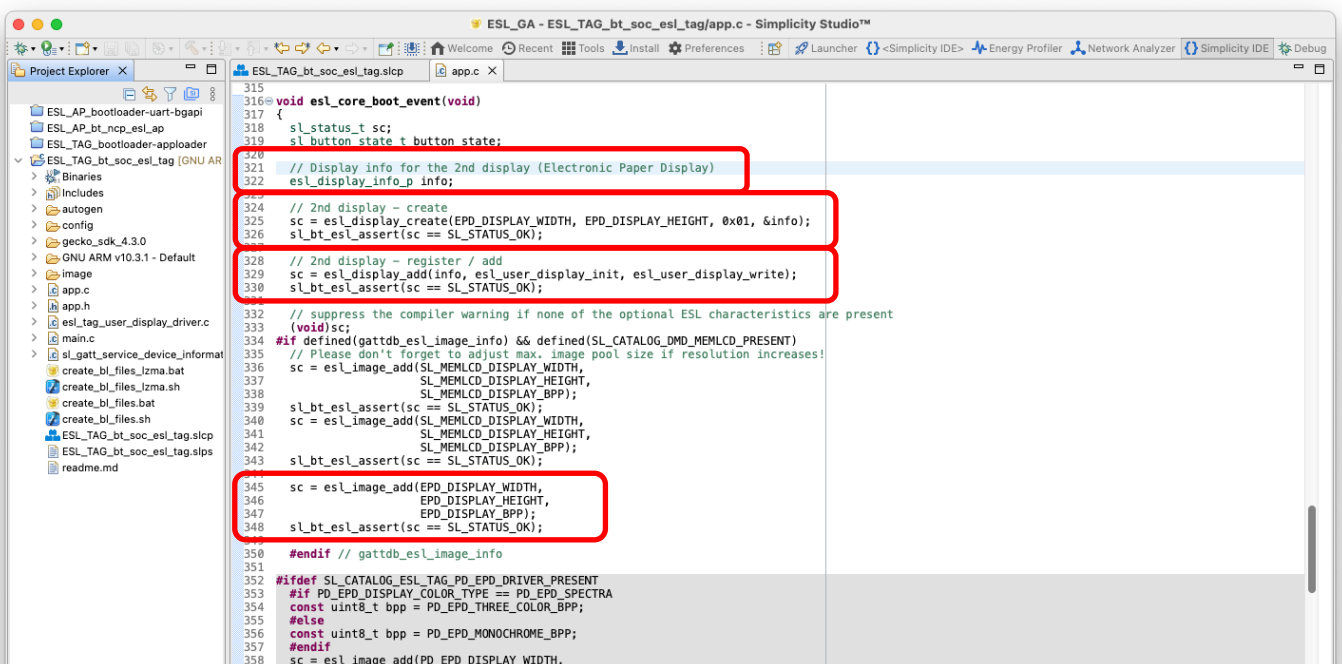 ESL_GA - ESL_TAG_bt_soc_esl_tag/app.c - Simplicity Studio™
Welcome Recent Tools Install Preferences Launcher <Simplicity IDE> Energy Profiler Network Analyzer Simplicity IDE Debug
Project Explorer
ESL_AP_bootloader-uart-bgapi
ESL_AP_bt_ncp_esl_ap
ESL_TAG_bootloader-apploader
ESL_TAG_bt_soc_esl_tag [GNU AR
Binaries
Includes
autogen
config
gecko_sdk_4.3.0
GNU ARM v10.3.1 - Default
image
app.c
app.h
esl_tag_user_display_driver.c
main.c
sl_gatt_service_device_informat
create_bl_files_lzma.bat
create_bl_files_lzma.sh
create_bl_files.bat
create_bl_files.sh
ESL_TAG_bt_soc_esl_tag.slcp
ESL_TAG_bt_soc_esl_tag.slps
readme.md
ESL_TAG_bt_soc_esl_tag.slcp app.c
315
316 void esl_core_boot_event(void)
317 {
318 sl_status_t sc;
319 sl_button_state_t button_state;
320
321 // Display info for the 2nd display (Electronic Paper Display)
322 esl_display_info_p info;
323
324 // 2nd display – create
325 sc = esl_display_create(EPD_DISPLAY_WIDTH, EPD_DISPLAY_HEIGHT, 0x01, &info);
326 sl_bt_esl_assert(sc == SL_STATUS_OK);
327
328 // 2nd display – register / add
329 sc = esl_display_add(info, esl_user_display_init, esl_user_display_write);
330 sl_bt_esl_assert(sc == SL_STATUS_OK);
331
332 // suppress the compiler warning if none of the optional ESL characteristics are present
333 (void)sc;
334 #if defined(gattdb_esl_image_info) && defined(SL_CATALOG_DMD_MEMLCD_PRESENT)
335 // Please don't forget to adjust max. image pool size if resolution increases!
336 sc = esl_image_add(SL_MEMLCD_DISPLAY_WIDTH,
337 SL_MEMLCD_DISPLAY_HEIGHT,
338 SL_MEMLCD_DISPLAY_BPP);
339 sl_bt_esl_assert(sc == SL_STATUS_OK);
340 sc = esl_image_add(SL_MEMLCD_DISPLAY_WIDTH,
341 SL_MEMLCD_DISPLAY_HEIGHT,
342 SL_MEMLCD_DISPLAY_BPP);
343 sl_bt_esl_assert(sc == SL_STATUS_OK);
344
345 sc = esl_image_add(EPD_DISPLAY_WIDTH,
346 EPD_DISPLAY_HEIGHT,
347 EPD_DISPLAY_BPP);
348 sl_bt_esl_assert(sc == SL_STATUS_OK);
349
350 #endif // gattdb_esl_image_info
351
352 #ifdef SL_CATALOG_ESL_TAG_PD_EPD_DRIVER_PRESENT
353 #if PD_EPD_DISPLAY_COLOR_TYPE == PD_EPD_SPECTRA
354 const uint8_t bpp = PD_EPD_THREE_COLOR_BPP;
355 #else
356 const uint8_t bpp = PD_EPD_MONOCHROME_BPP;
357 #endif
358 sc = esl_image_add(PD_EPD_DISPLAY_WIDTH,